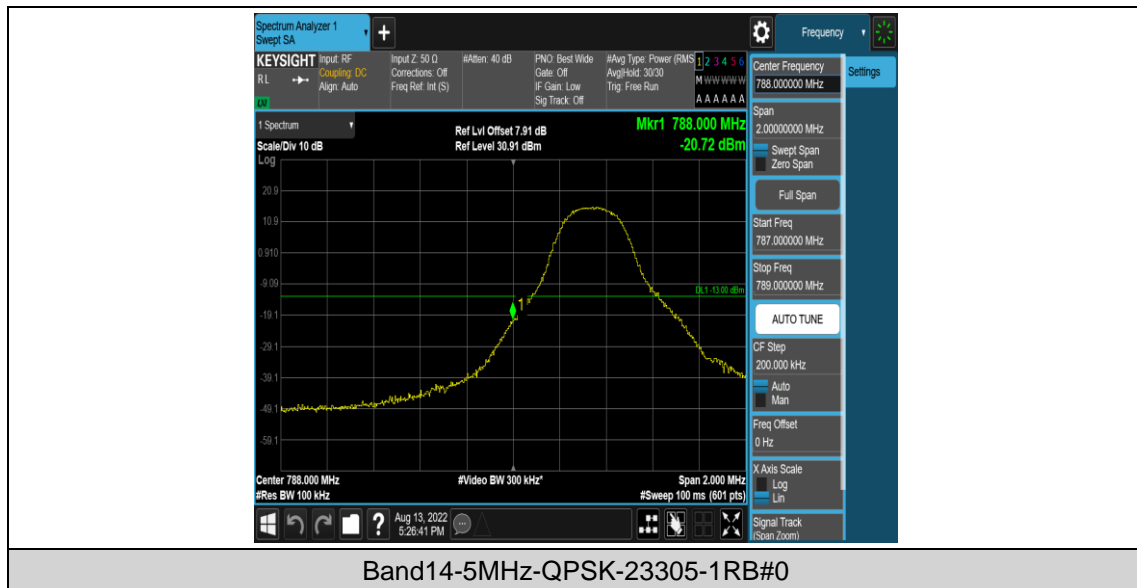 Spectrum Analyzer 1
Swept SA
+
Frequency
KEYSIGHT
RL
LXI
Input: RF
Coupling: DC
Align: Auto
Input Z: 50 Ω
Corrections: Off
Freq Ref: Int (S)
#Atten: 40 dB
PNO: Best Wide
Gate: Off
IF Gain: Low
Sig Track: Off
#Avg Type: Power (RMS
Avg|Hold: 30/30
Trig: Free Run
1 2 3 4 5 6
M W W W W W
A A A A A A
1 Spectrum
Scale/Div 10 dB
Log
Ref Lvl Offset 7.91 dB
Ref Level 30.91 dBm
Mkr1 788.000 MHz
-20.72 dBm
20.9
10.9
0.910
-9.09
-19.1
-29.1
-39.1
-49.1
-59.1
DL1 -13.00 dBm
1
Center 788.000 MHz
#Res BW 100 kHz
#Video BW 300 kHz*
Span 2.000 MHz
#Sweep 100 ms (601 pts)
Center Frequency
788.000000 MHz
Settings
Span
2.00000000 MHz
Swept Span
Zero Span
Full Span
Start Freq
787.000000 MHz
Stop Freq
789.000000 MHz
AUTO TUNE
CF Step
200.000 kHz
Auto
Man
Freq Offset
0 Hz
X Axis Scale
Log
Lin
Signal Track
(Span Zoom)
?
Aug 13, 2022
5:26:41 PM
Band14-5MHz-QPSK-23305-1RB#0